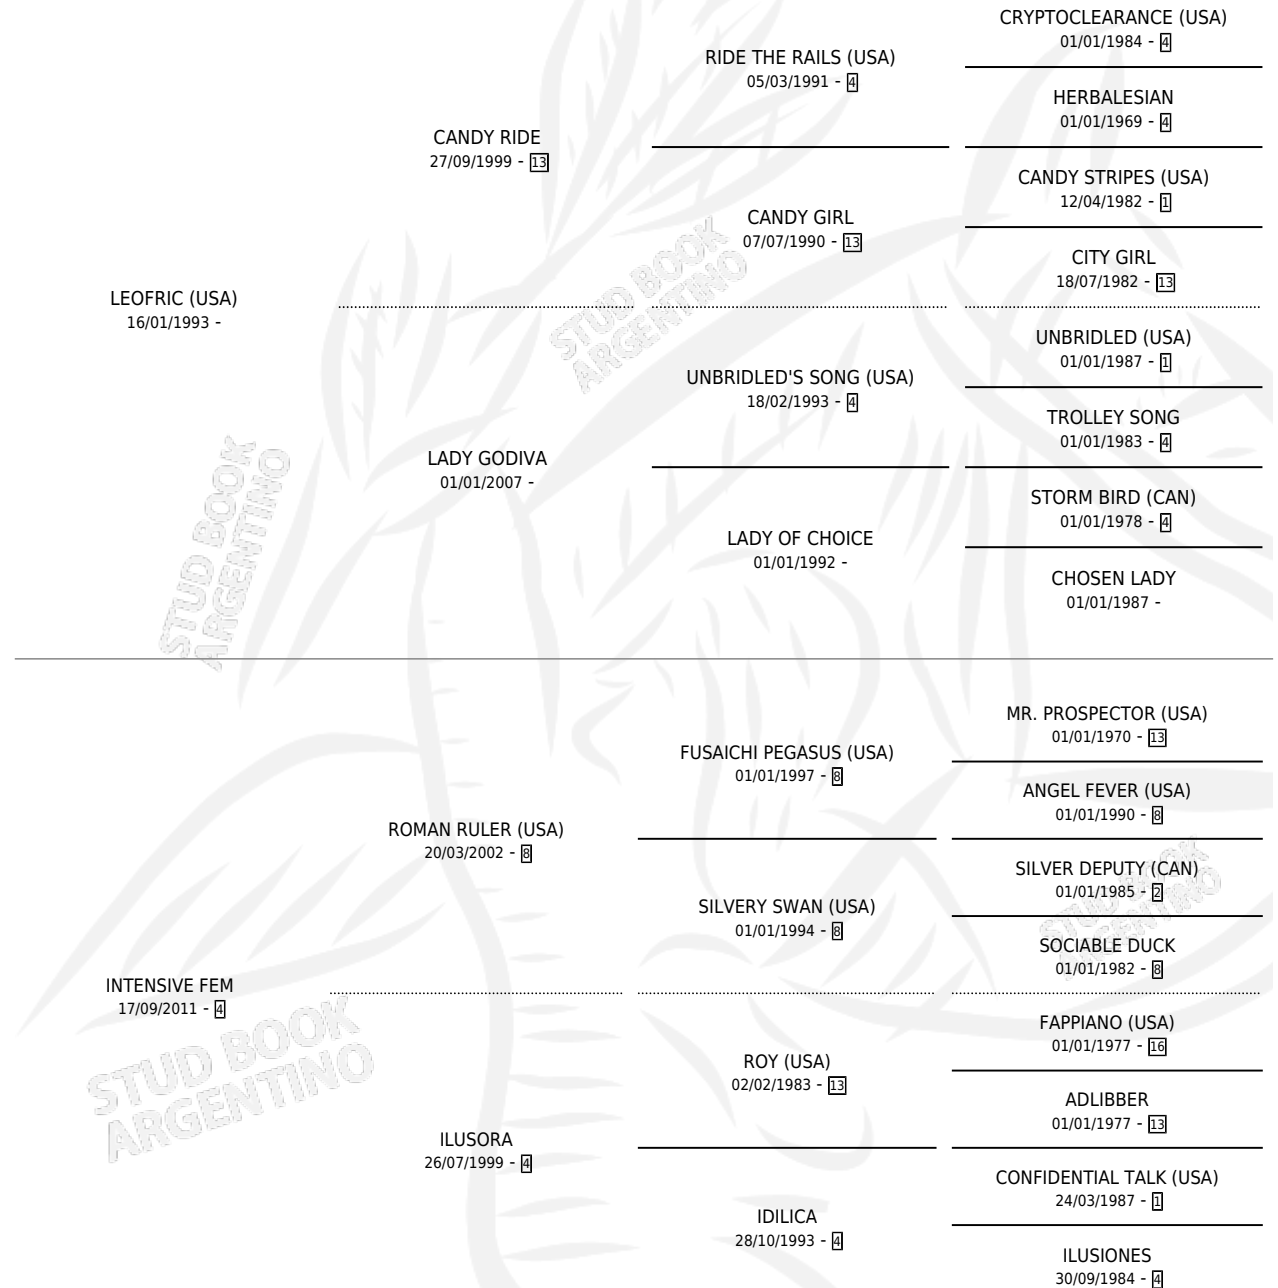 CRYPTOCLEARANCE (USA)
01/01/1984 - 4
RIDE THE RAILS (USA)
05/03/1991 - 4
HERBALESIAN
01/01/1969 - 4
CANDY RIDE
27/09/1999 - 13
CANDY STRIPES (USA)
12/04/1982 - 1
CANDY GIRL
07/07/1990 - 13
CITY GIRL
18/07/1982 - 13
LEOFRIC (USA)
16/01/1993 -
UNBRIDLED (USA)
01/01/1987 - 1
UNBRIDLED'S SONG (USA)
18/02/1993 - 4
TROLLEY SONG
01/01/1983 - 4
LADY GODIVA
01/01/2007 -
STORM BIRD (CAN)
01/01/1978 - 4
LADY OF CHOICE
01/01/1992 -
CHOSEN LADY
01/01/1987 -
STUD BOOK
ARGENTINO
STUD BOOK
ARGENTINO
MR. PROSPECTOR (USA)
01/01/1970 - 13
FUSAICHI PEGASUS (USA)
01/01/1997 - 8
ANGEL FEVER (USA)
01/01/1990 - 8
ROMAN RULER (USA)
20/03/2002 - 8
SILVER DEPUTY (CAN)
01/01/1985 - 2
SILVERY SWAN (USA)
01/01/1994 - 8
SOCIABLE DUCK
01/01/1982 - 8
INTENSIVE FEM
17/09/2011 - 4
FAPPIANO (USA)
01/01/1977 - 16
ROY (USA)
02/02/1983 - 13
ADLIBBER
01/01/1977 - 13
ILUSORA
26/07/1999 - 4
CONFIDENTIAL TALK (USA)
24/03/1987 - 1
IDILICA
28/10/1993 - 4
ILUSIONES
30/09/1984 - 4
STUD BOOK
ARGENTINO
STUD BOOK
ARGENTINO